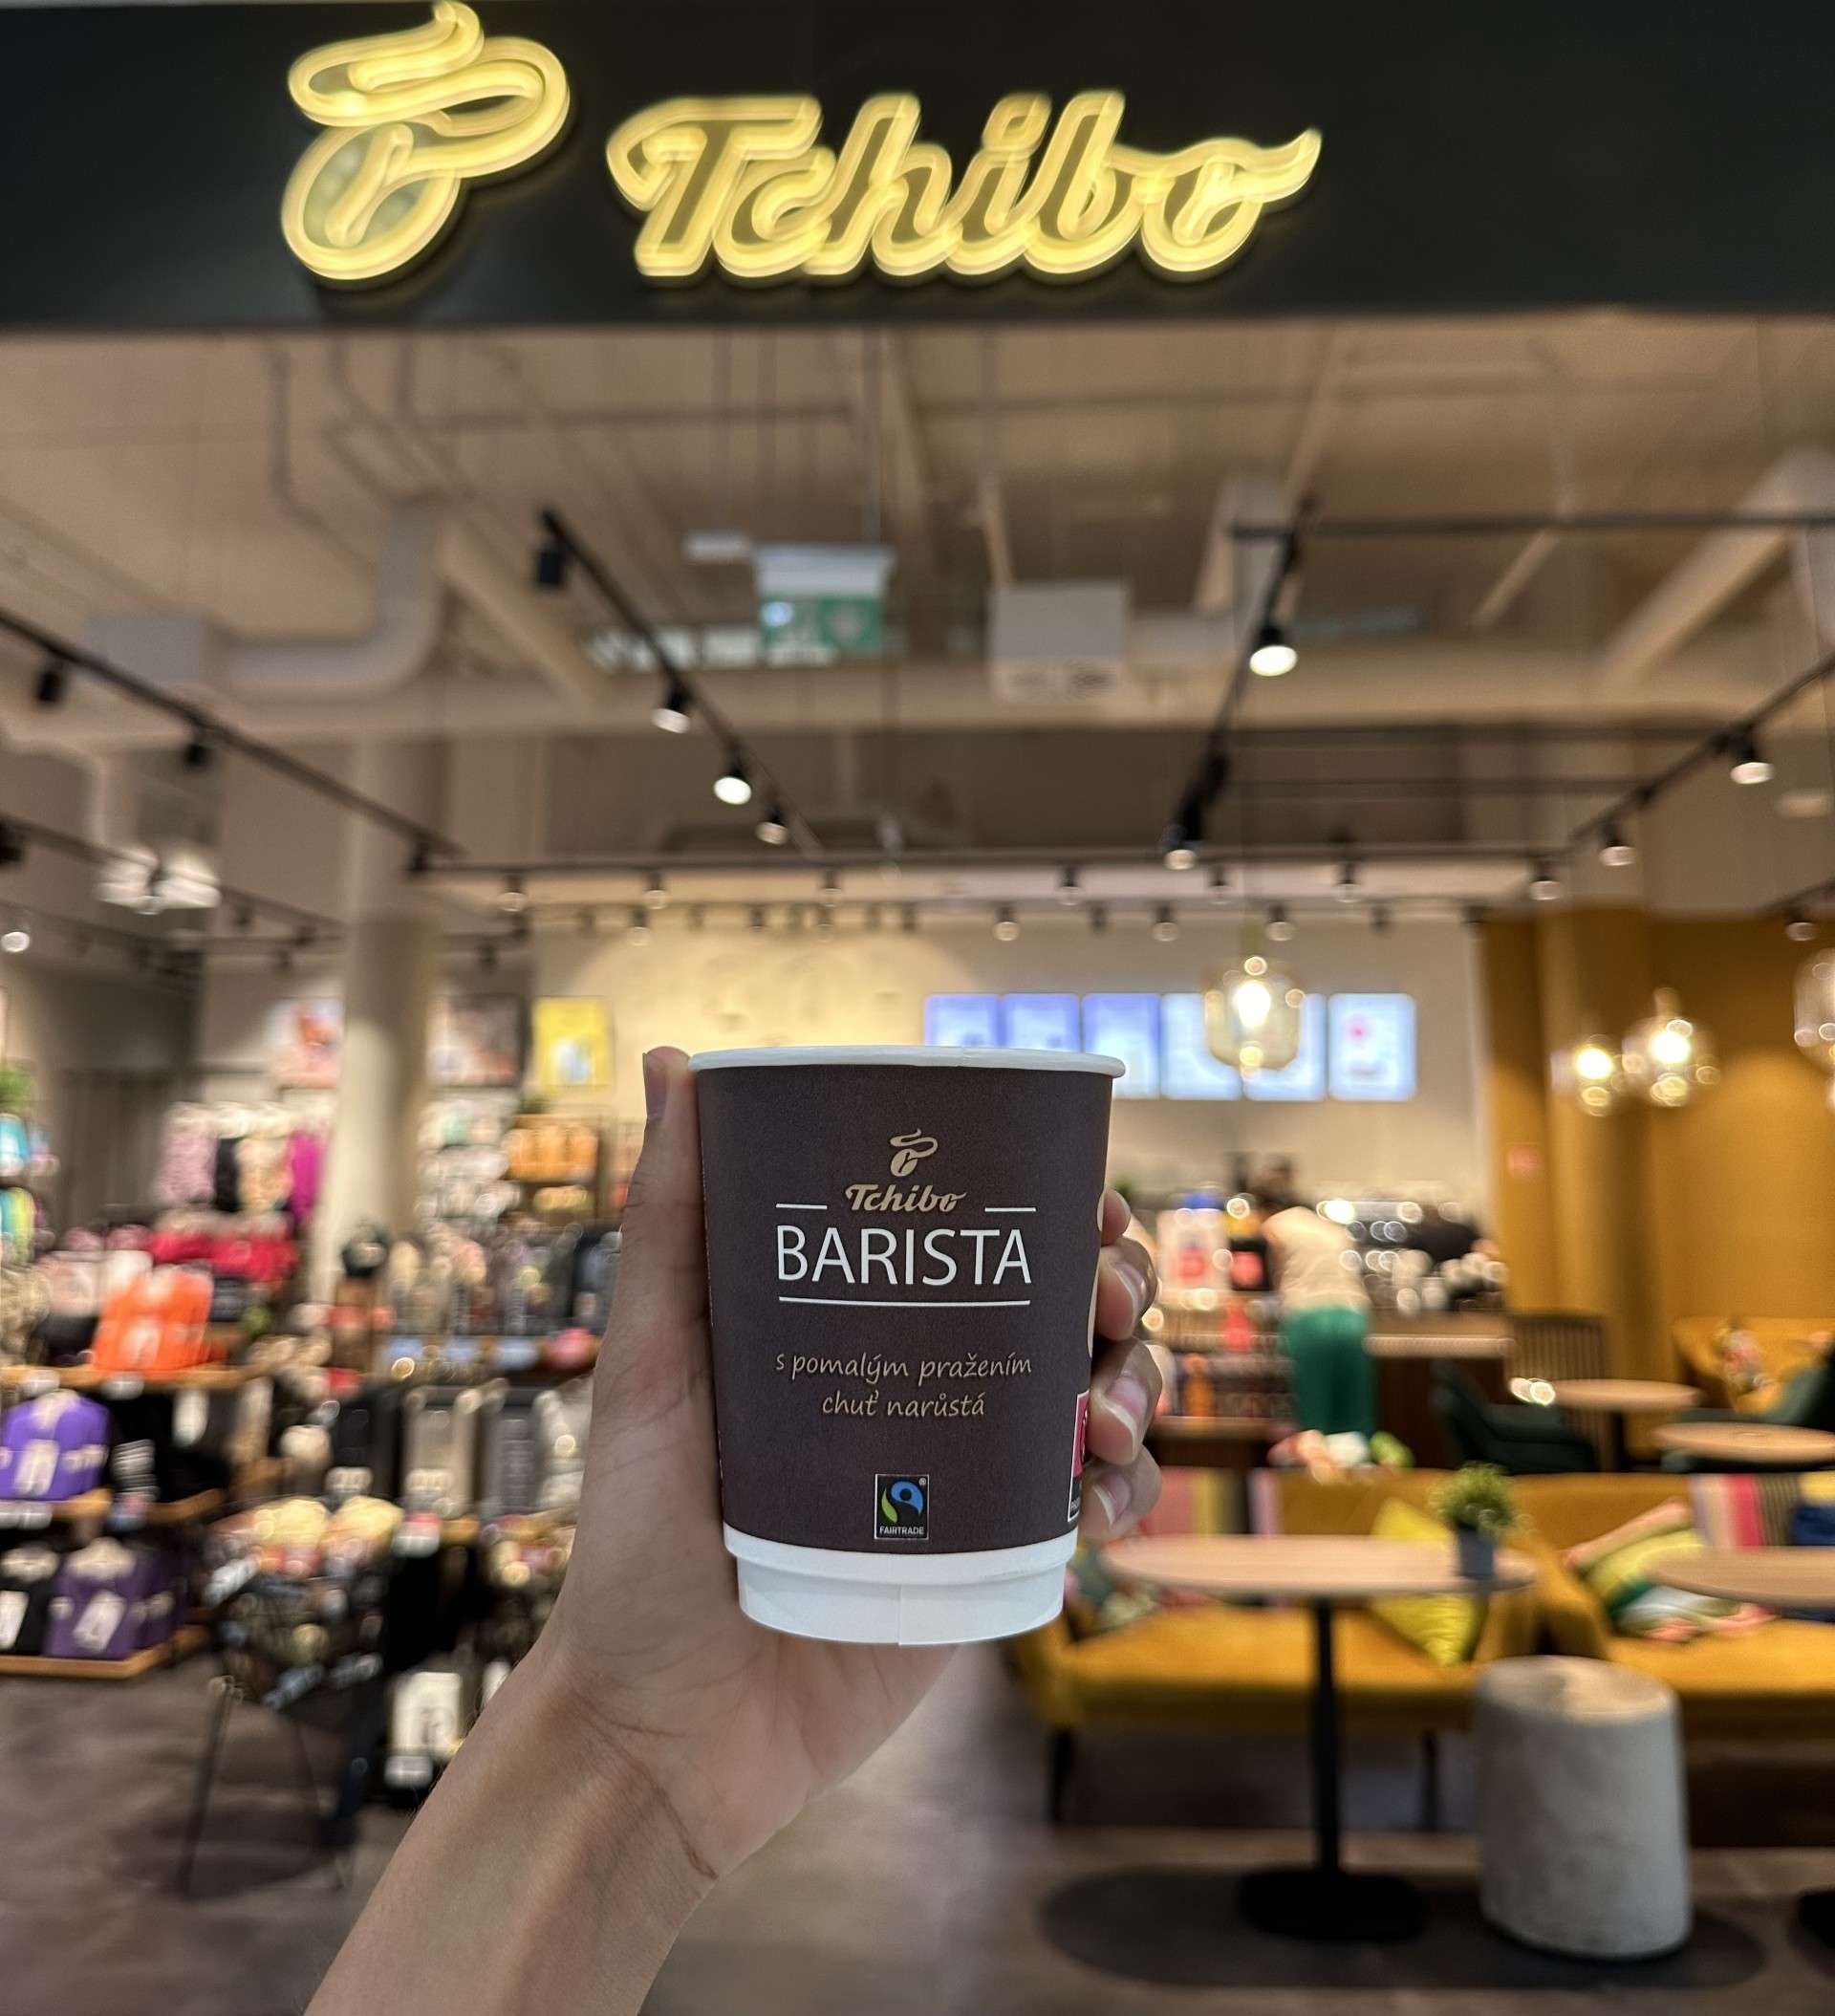 Tchibo
Tchibo
BARISTA
s pomalým pražením
chuť narůstá
FAIRTRADE